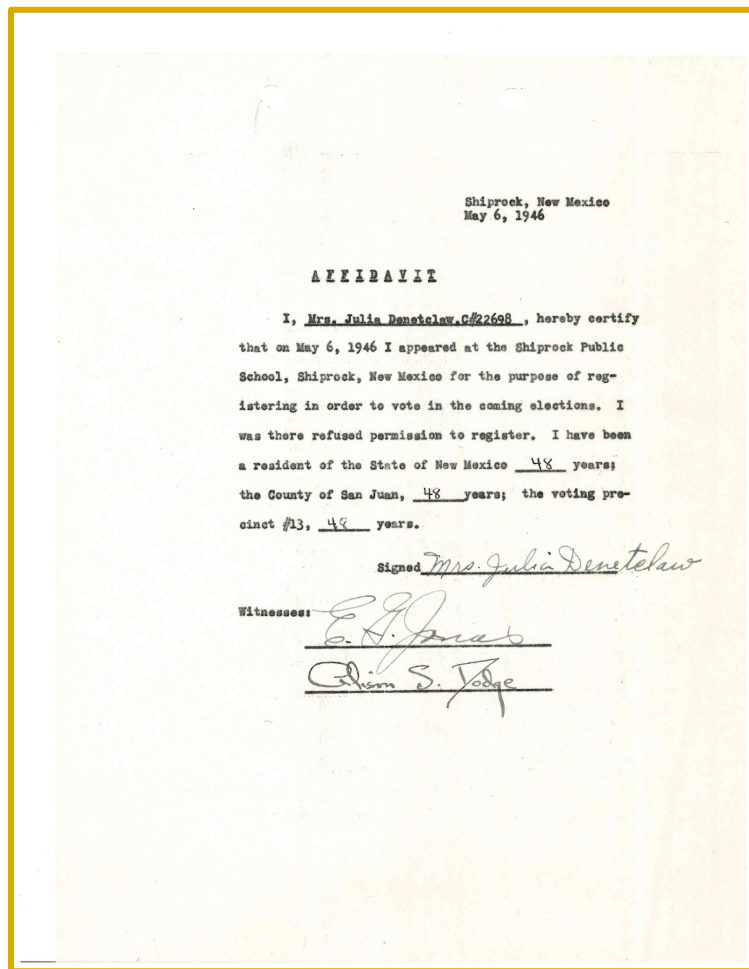 Shiprock, New Mexico
May 6, 1946
AFFIDAVIT
I, Mrs. Julia Denetclaw.C#22698, hereby certify
that on May 6, 1946 I appeared at the Shiprock Public
School, Shiprock, New Mexico for the purpose of reg-
istering in order to vote in the coming elections. I
was there refused permission to register. I have been
a resident of the State of New Mexico 48 years;
the County of San Juan, 48 years; the voting pre-
cinct #13, 48 years.
Signed Mrs. Julia Denetclaw
Witnesses:
E. G. Jonas
S. Dodge